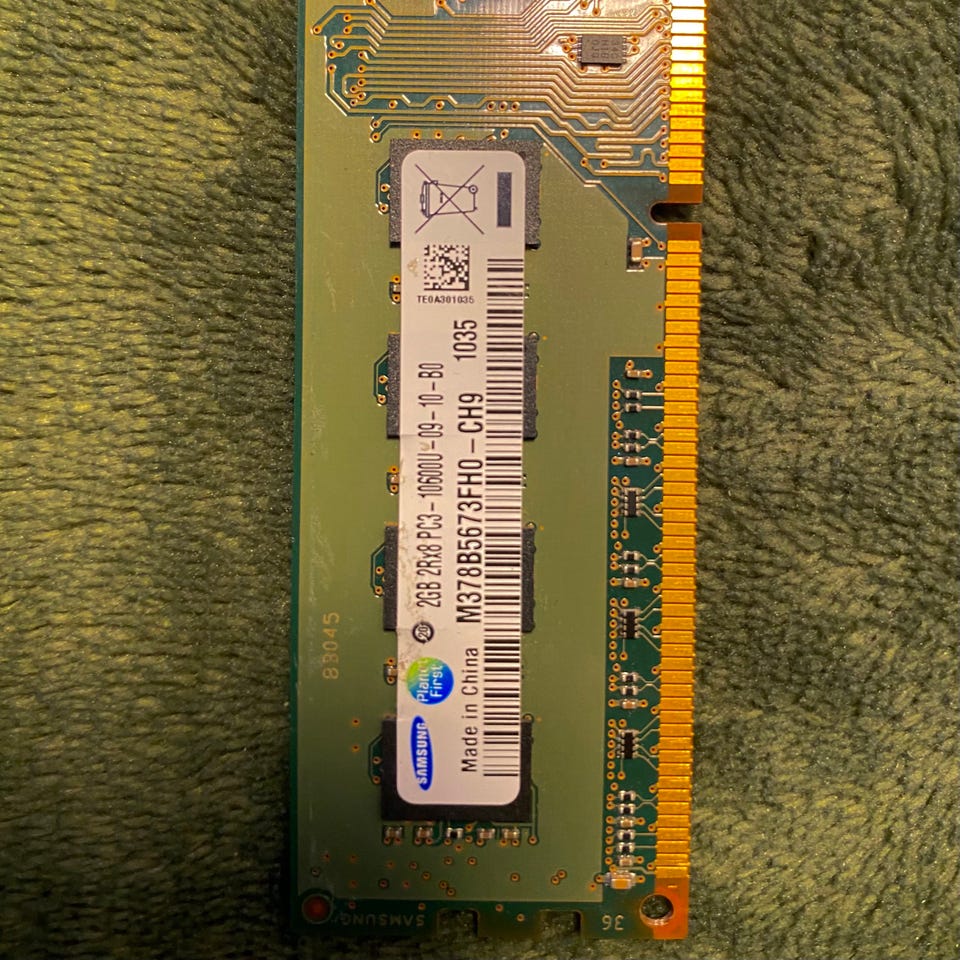 SAMSUNG
Planet First
2GB 2Rx8 PC3-10600U-09-10-B0
Made in China
M378B5673FH0-CH9 1035
TE0A301035
83045
SAMSUNG
36